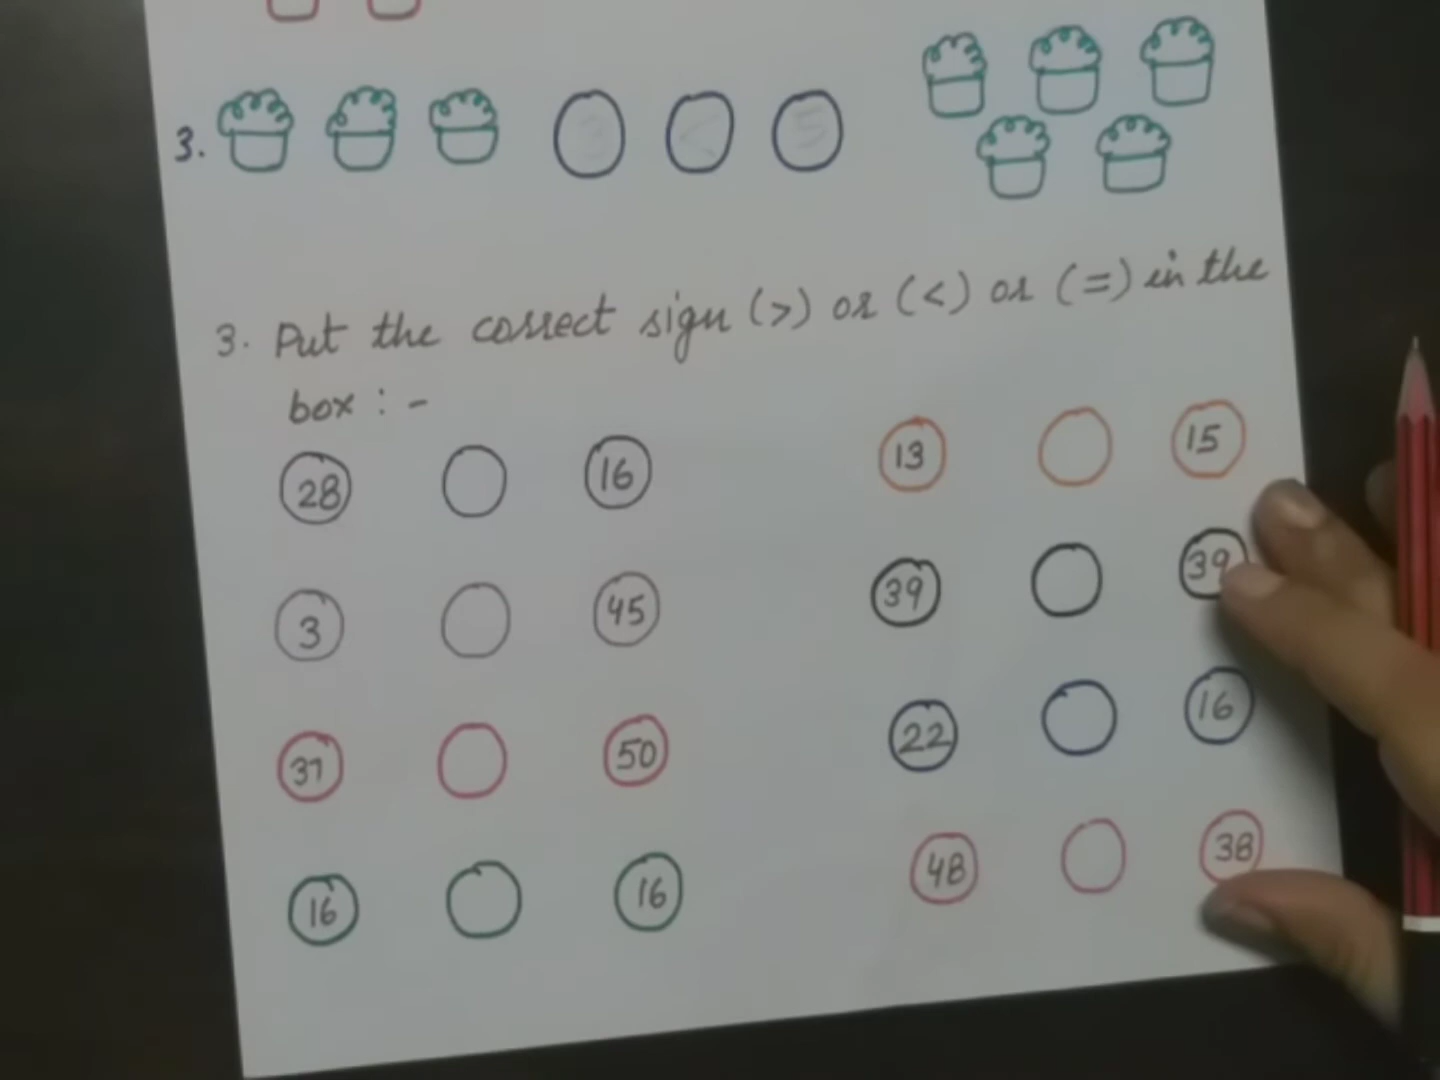 3.
3. Put the correct sign (>) or (<) or (=) in the
box : -
28 16 13 15
3 45 39 39
37 50 22 16
16 16 48 38